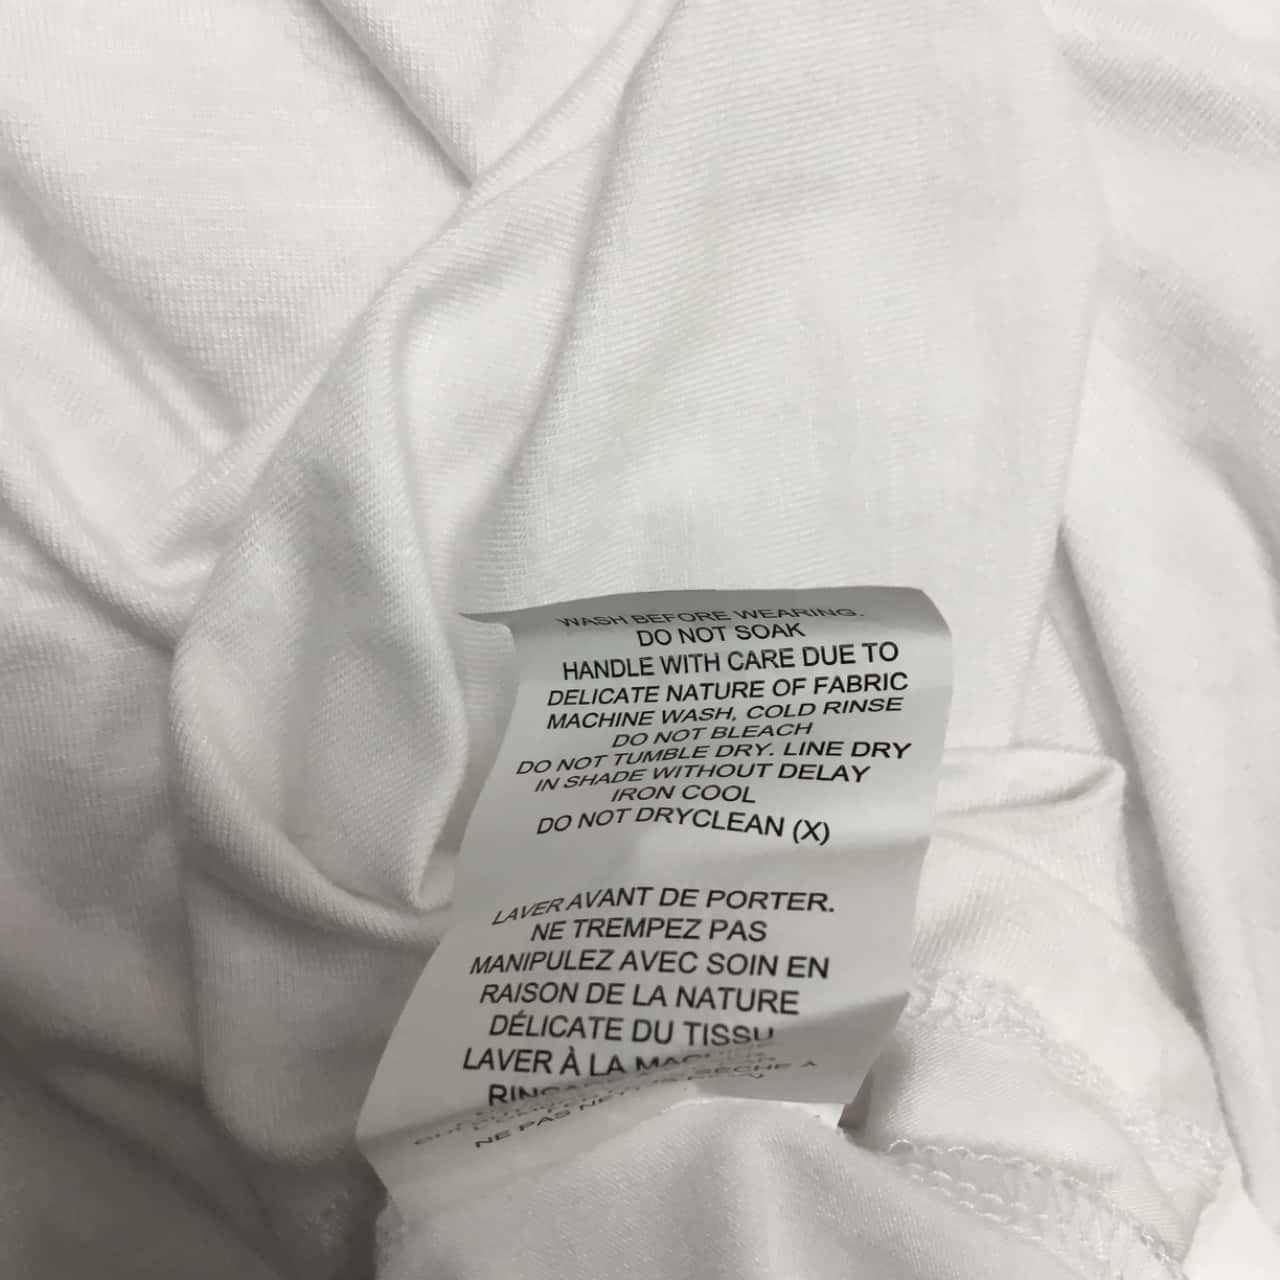 WASH BEFORE WEARING.
DO NOT SOAK
HANDLE WITH CARE DUE TO
DELICATE NATURE OF FABRIC
MACHINE WASH, COLD RINSE
DO NOT BLEACH
DO NOT TUMBLE DRY. LINE DRY
IN SHADE WITHOUT DELAY
IRON COOL
DO NOT DRYCLEAN (X)
LAVER AVANT DE PORTER.
NE TREMPEZ PAS
MANIPULEZ AVEC SOIN EN
RAISON DE LA NATURE
DÉLICATE DU TISSU
LAVER À LA
NE PAS